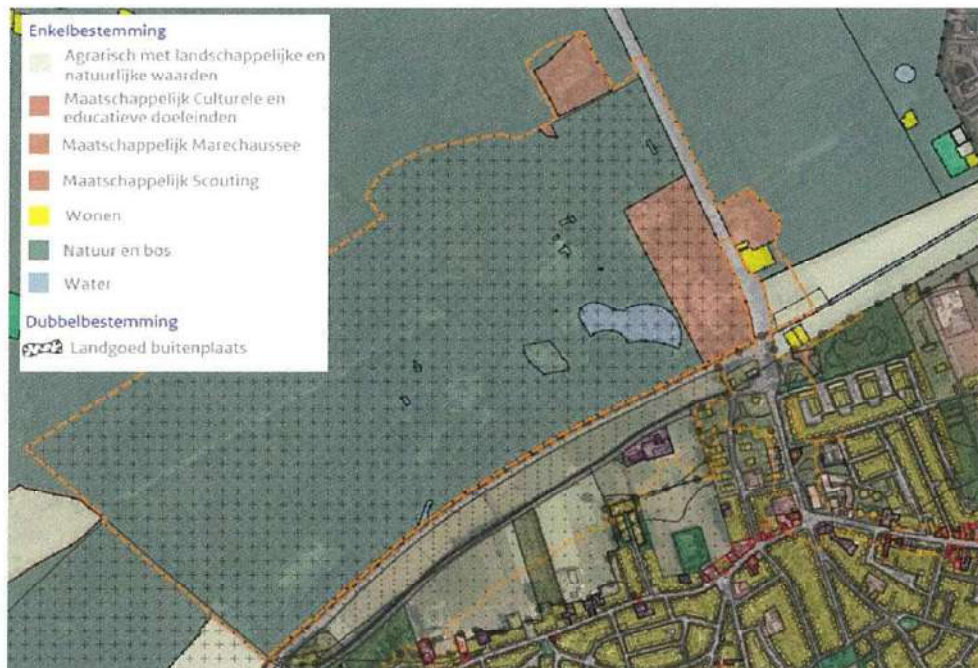 Enkelbestemming
Agrarisch met landschappelijke en
natuurlijke waarden
Maatschappelijk Culturele en
educatieve doeleinden
Maatschappelijk Marechaussee
Maatschappelijk Scouting
Wonen
Natuur en bos
Water
Dubbelbestemming
Landgoed buitenplaats